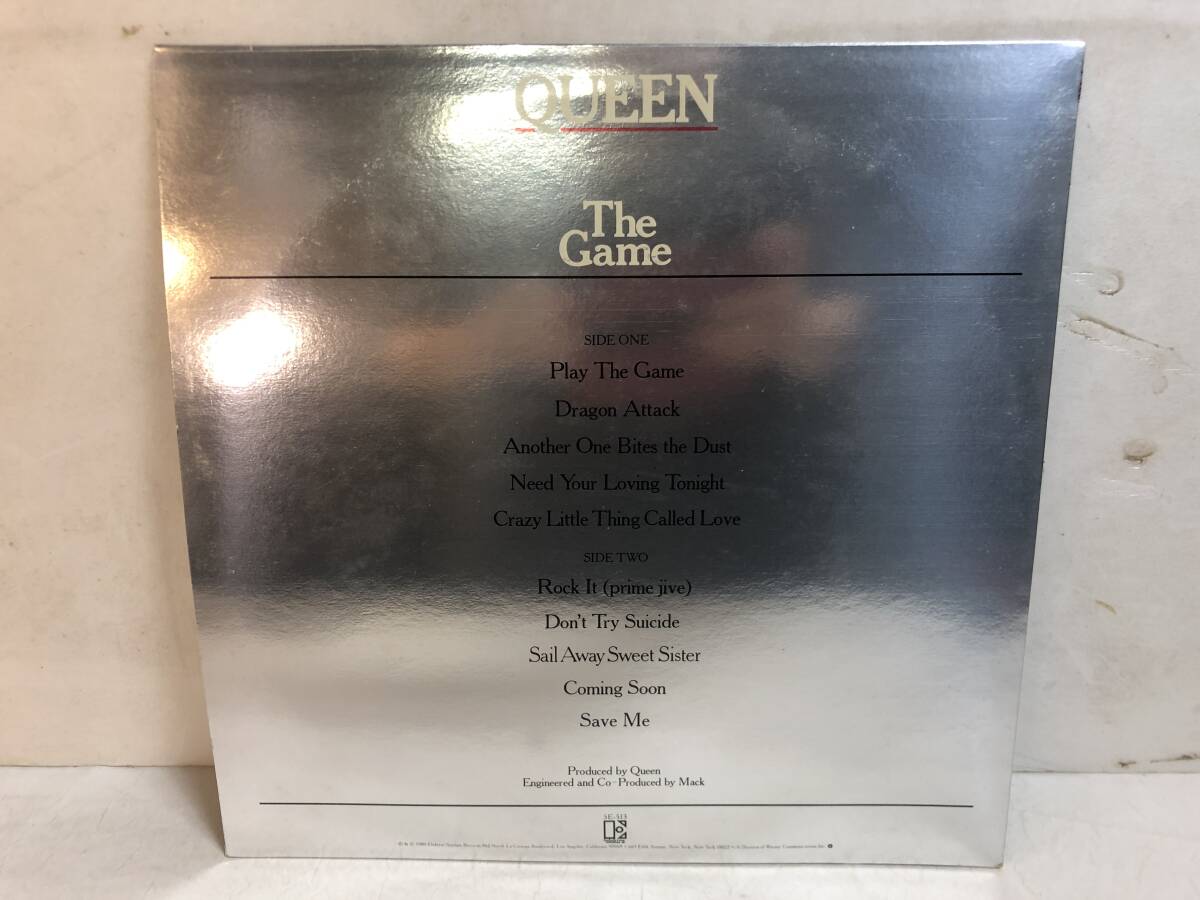 QUEEN
The
Game
SIDE ONE
Play The Game
Dragon Attack
Another One Bites the Dust
Need Your Loving Tonight
Crazy Little Thing Called Love
SIDE TWO
Rock It (prime jive)
Don't Try Suicide
Sail Away Sweet Sister
Coming Soon
Save Me
Produced by Queen
Engineered and Co-Produced by Mack
5E-513